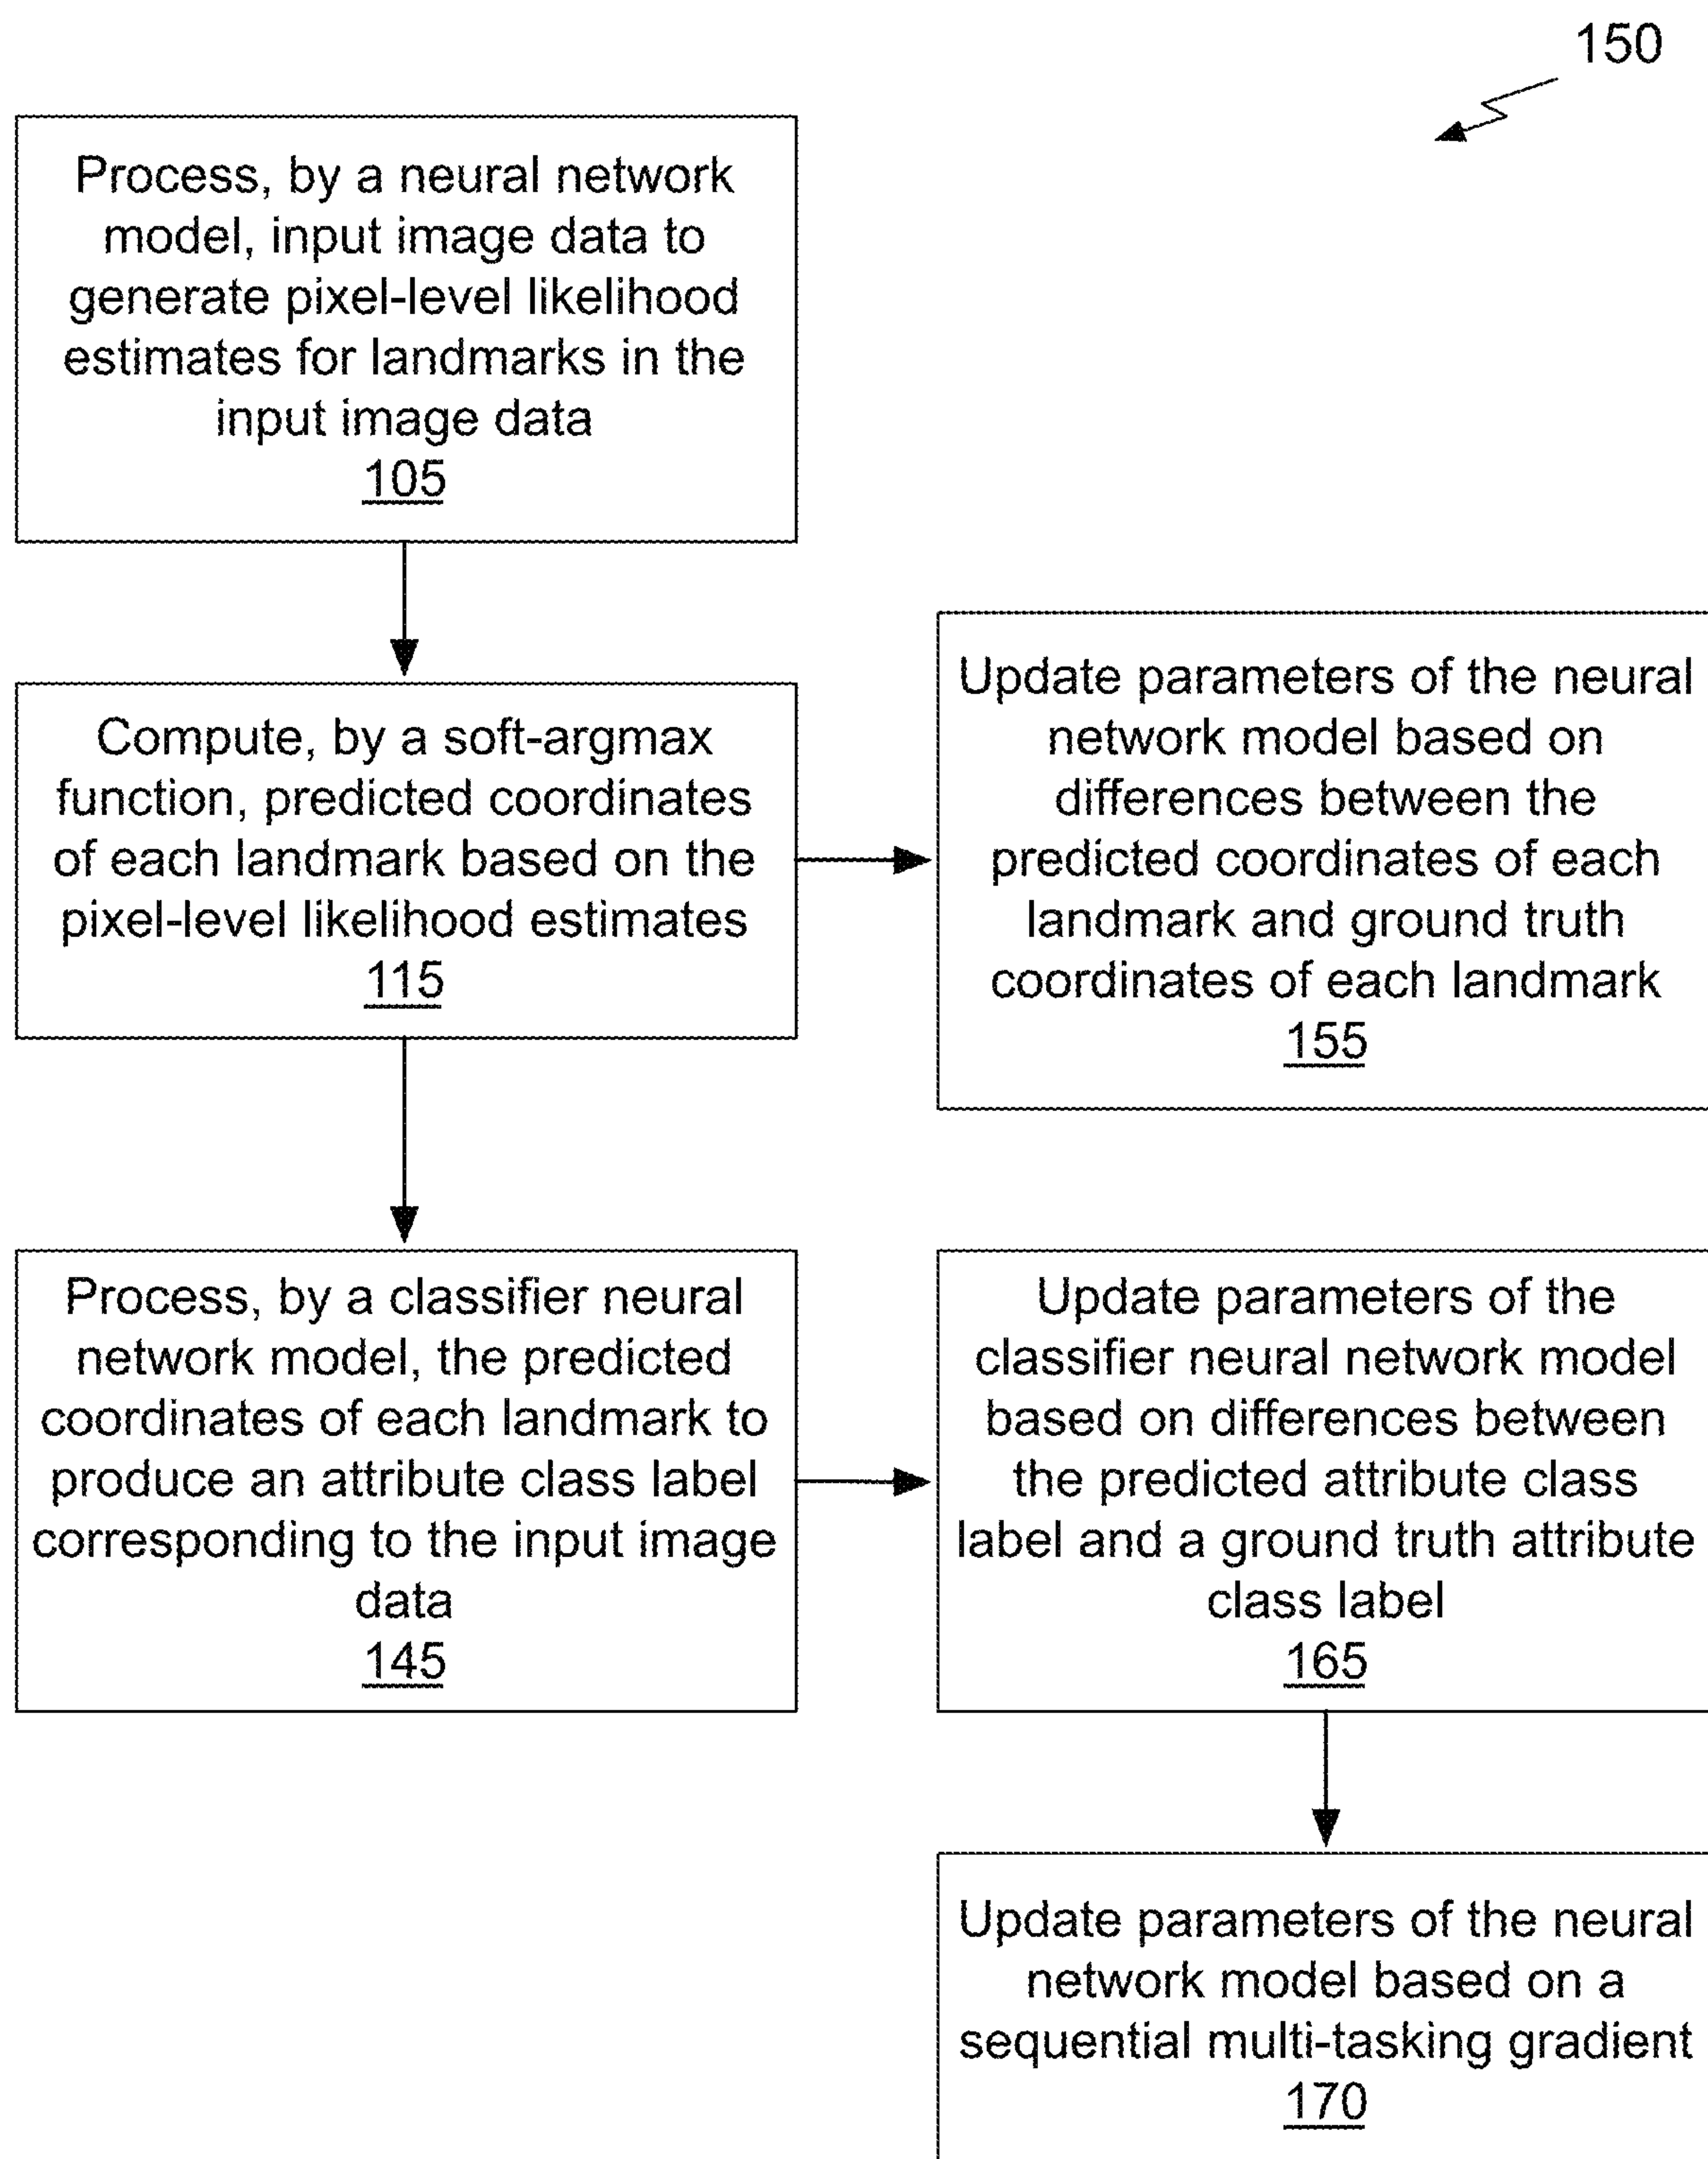 150
Process, by a neural network
model, input image data to
generate pixel-level likelihood
estimates for landmarks in the
input image data
105
Compute, by a soft-argmax
function, predicted coordinates
of each landmark based on the
pixel-level likelihood estimates
115
Update parameters of the neural
network model based on
differences between the
predicted coordinates of each
landmark and ground truth
coordinates of each landmark
155
Process, by a classifier neural
network model, the predicted
coordinates of each landmark to
produce an attribute class label
corresponding to the input image
data
145
Update parameters of the
classifier neural network model
based on differences between
the predicted attribute class
label and a ground truth attribute
class label
165
Update parameters of the neural
network model based on a
sequential multi-tasking gradient
170